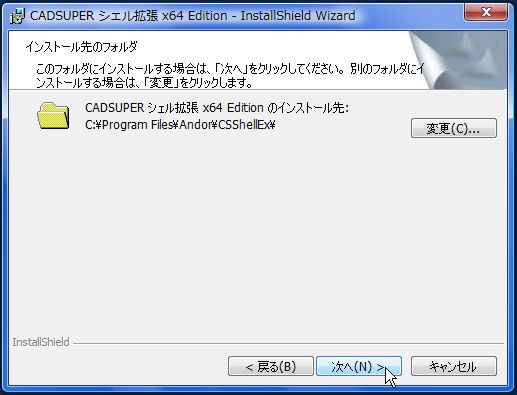 CADSUPER シエル拡張 x64 Edition - InstallShield Wizard
インストール先のフォルダ
このフォルダにインストールする場合は、「次へ」をクリックしてください。別のフォルダにイ
ンストールする場合は、「変更」をクリックします。
CADSUPER シェル拡張 x64 Edition のインストール先:
C:¥Program Files¥Andor¥CSShellEx¥
変更(C)...
InstallShield
< 戻る(B)
次へ(N) >
キャンセル